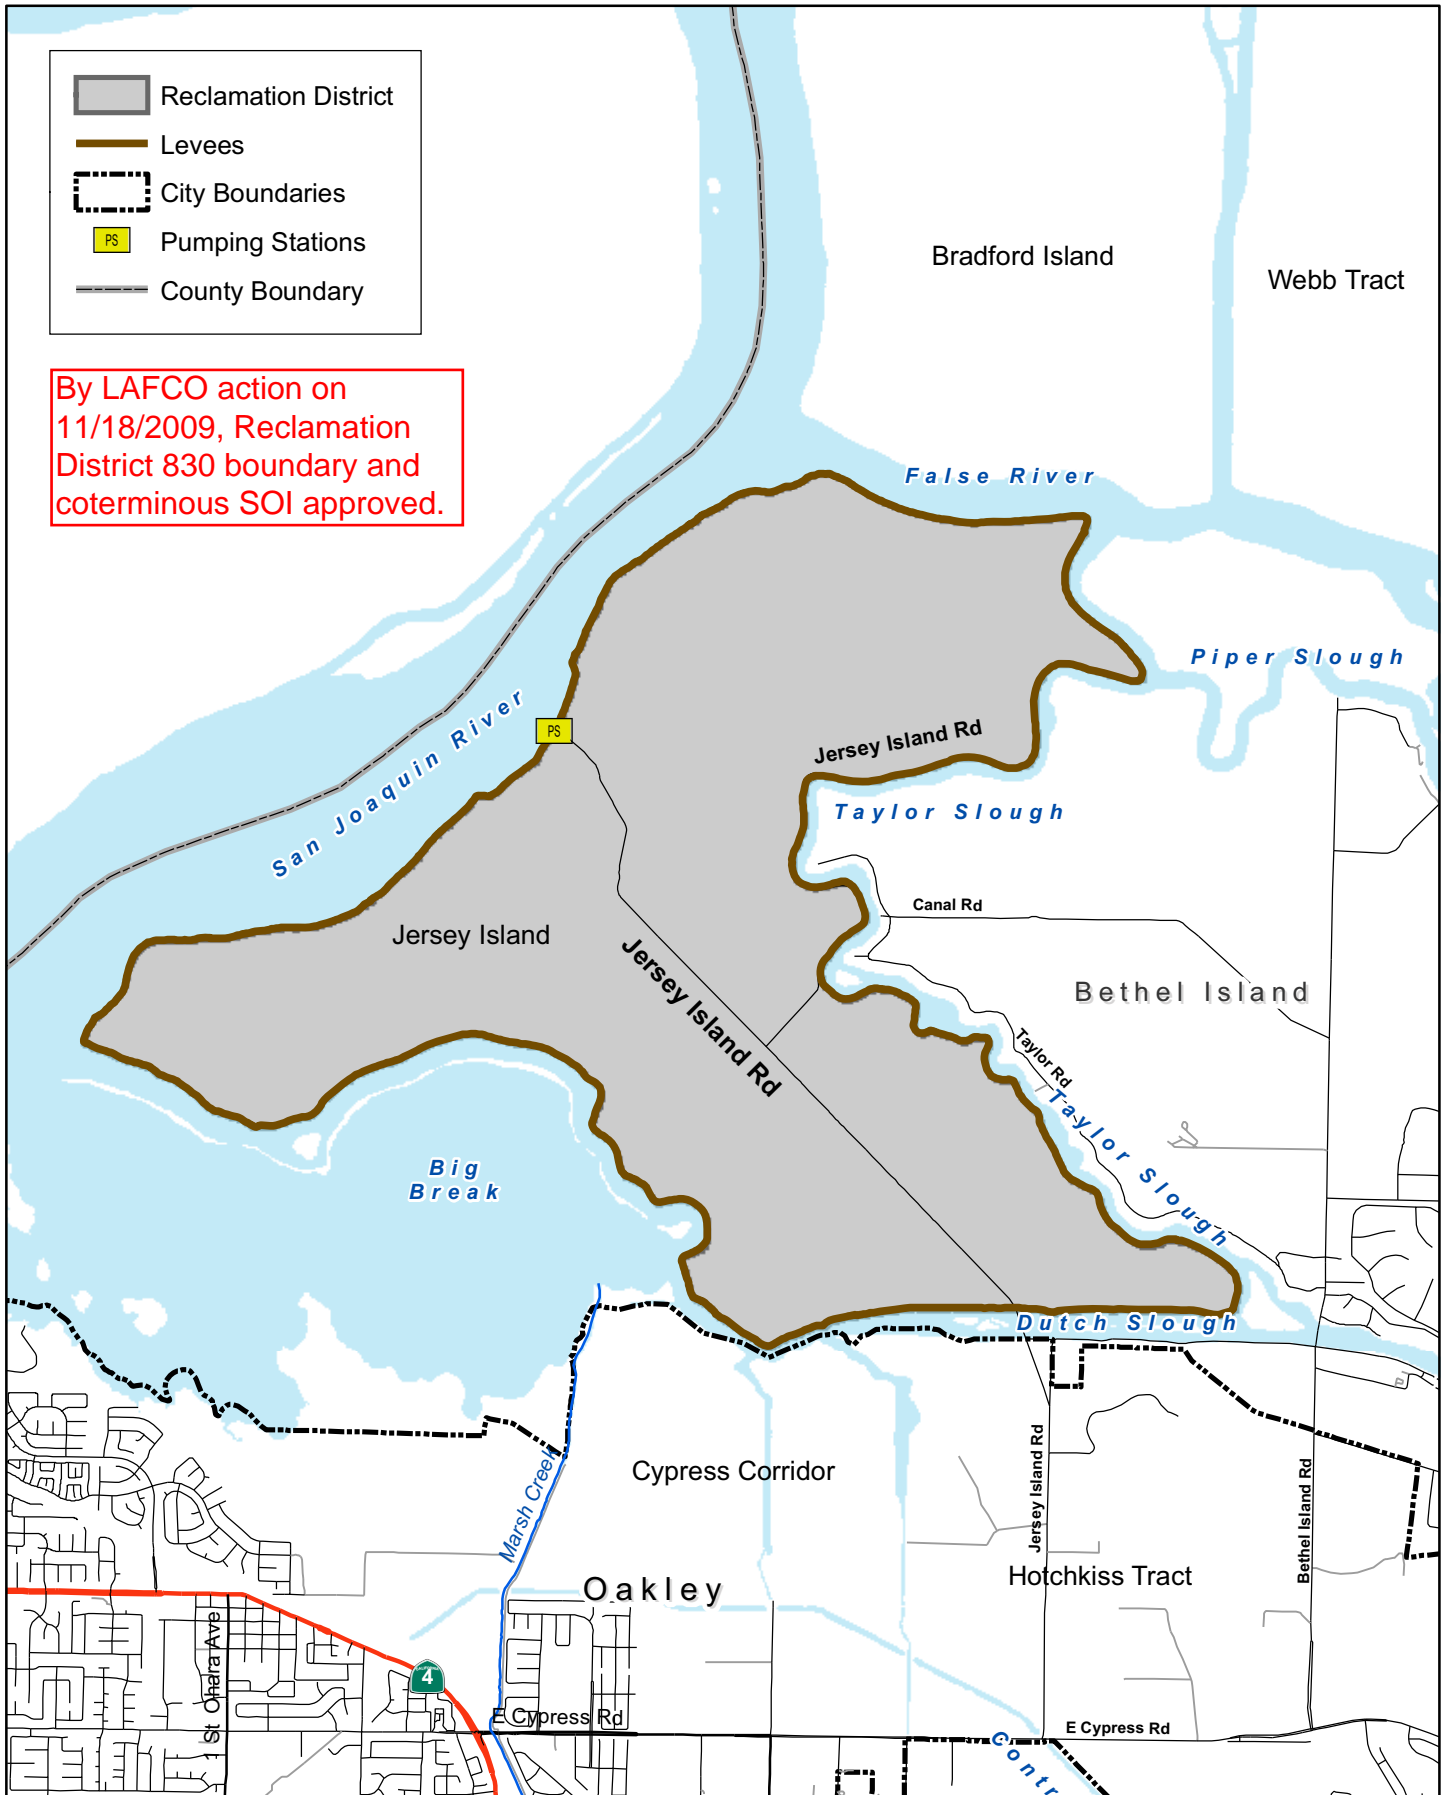 Reclamation District
Levees
City Boundaries
PS Pumping Stations
County Boundary
By LAFCO action on
11/18/2009, Reclamation
District 830 boundary and
coterminous SOI approved.
Bradford Island
Webb Tract
False River
Piper Slough
San Joaquin River
PS
Jersey Island Rd
Taylor Slough
Canal Rd
Jersey Island
Jersey Island Rd
Bethel Island
Taylor Rd
Taylor Slough
Big
Break
Dutch Slough
Marsh Creek
Cypress Corridor
Jersey Island Rd
Bethel Island Rd
Hotchkiss Tract
Oakley
St Ohara Ave
4
E Cypress Rd
E Cypress Rd
Contr